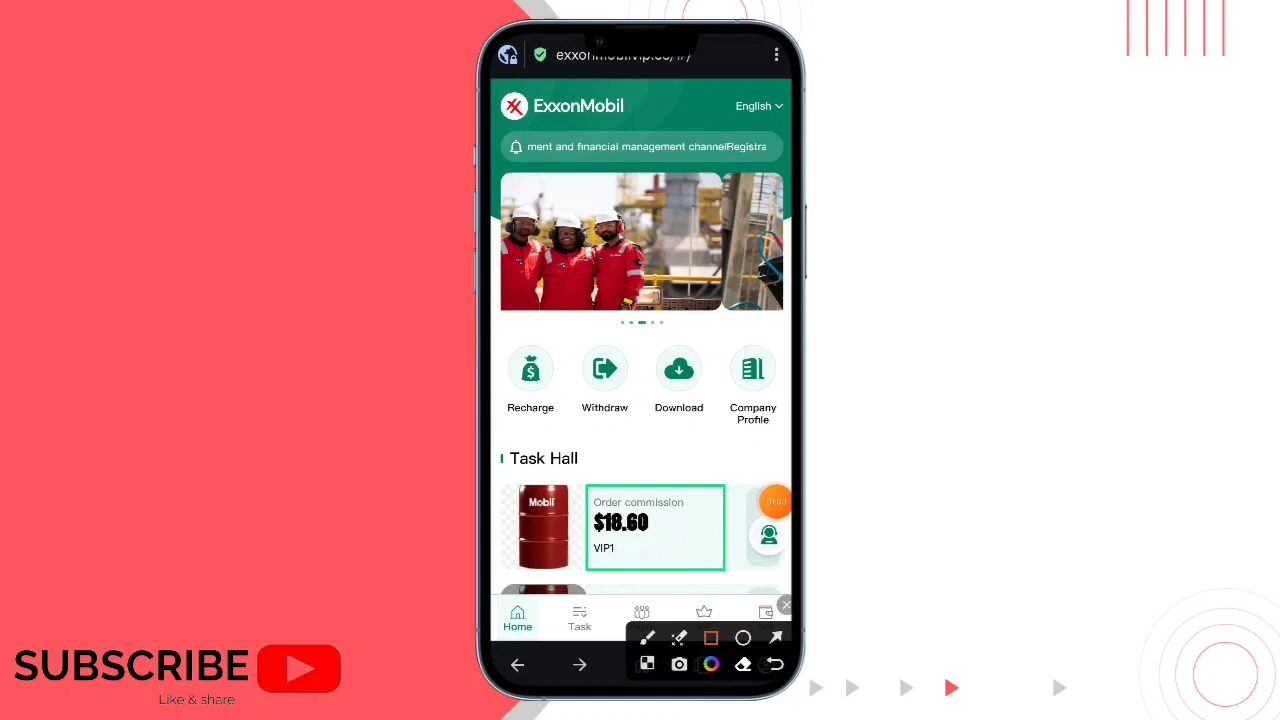 ExxonMobil
English
ment and financial management channelRegistra
Recharge
Withdraw
Download
Company
Profile
Task Hall
Mobil
Order commission
$18.60
VIP1
Home
Task
SUBSCRIBE
Like & share